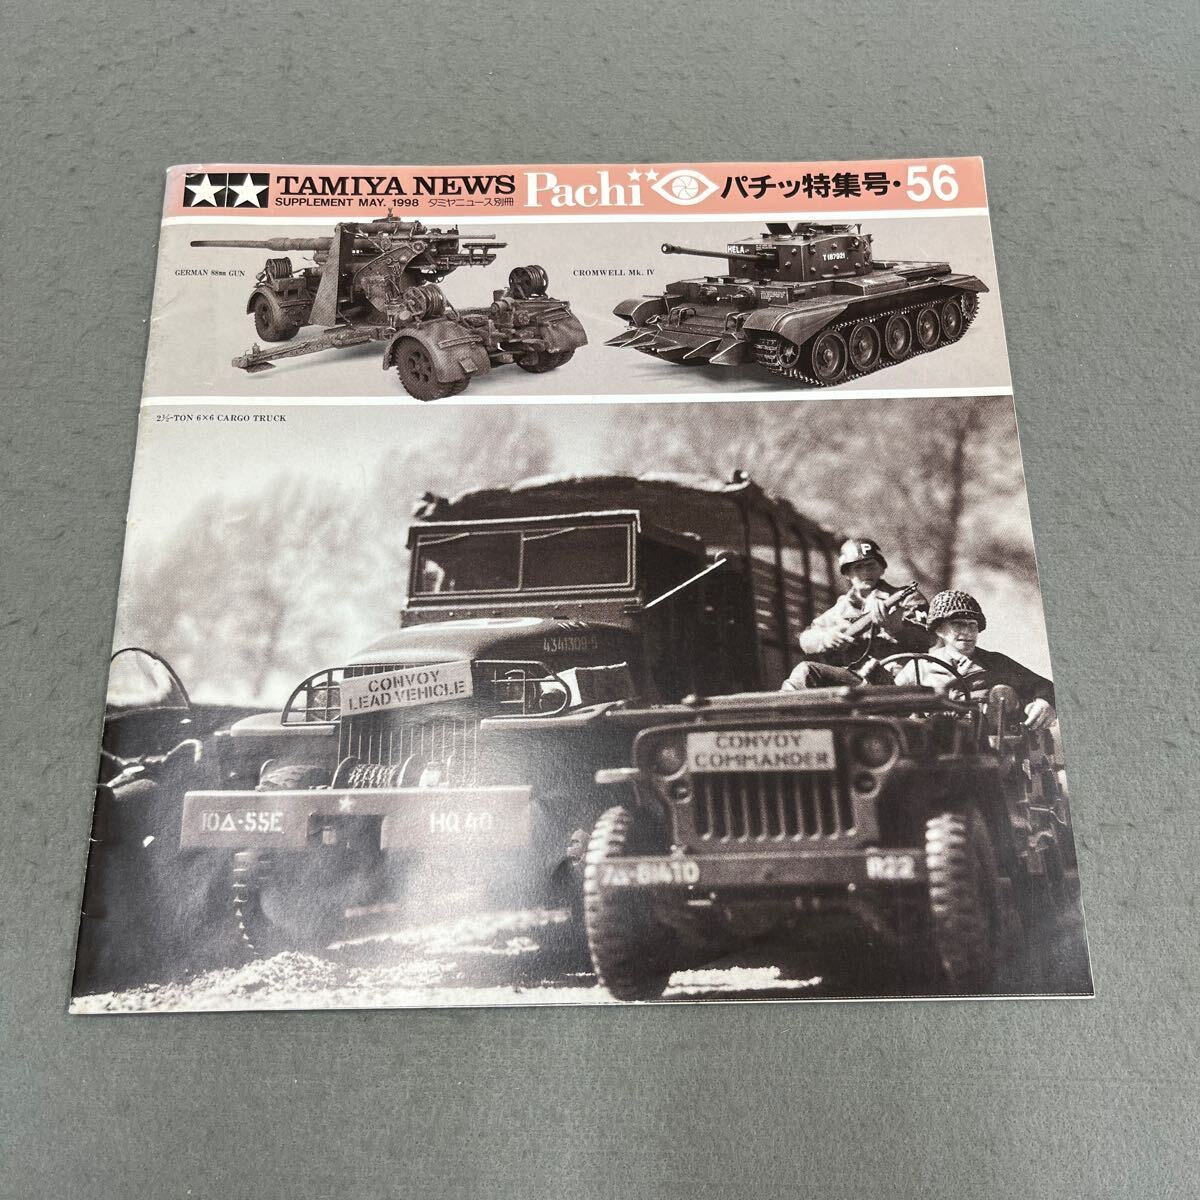 TAMIYA NEWS
SUPPLEMENT MAY. 1998 タミヤニュース別冊
Pachi
パチッ特集号・56
GERMAN 88mm GUN
CROMWELL Mk. IV
HELA
T187921
2½-TON 6×6 CARGO TRUCK
P
4341309-S
CONVOY
LEAD VEHICLE
CONVOY
COMMANDER
10Δ-55E
HQ 40
81410
R22